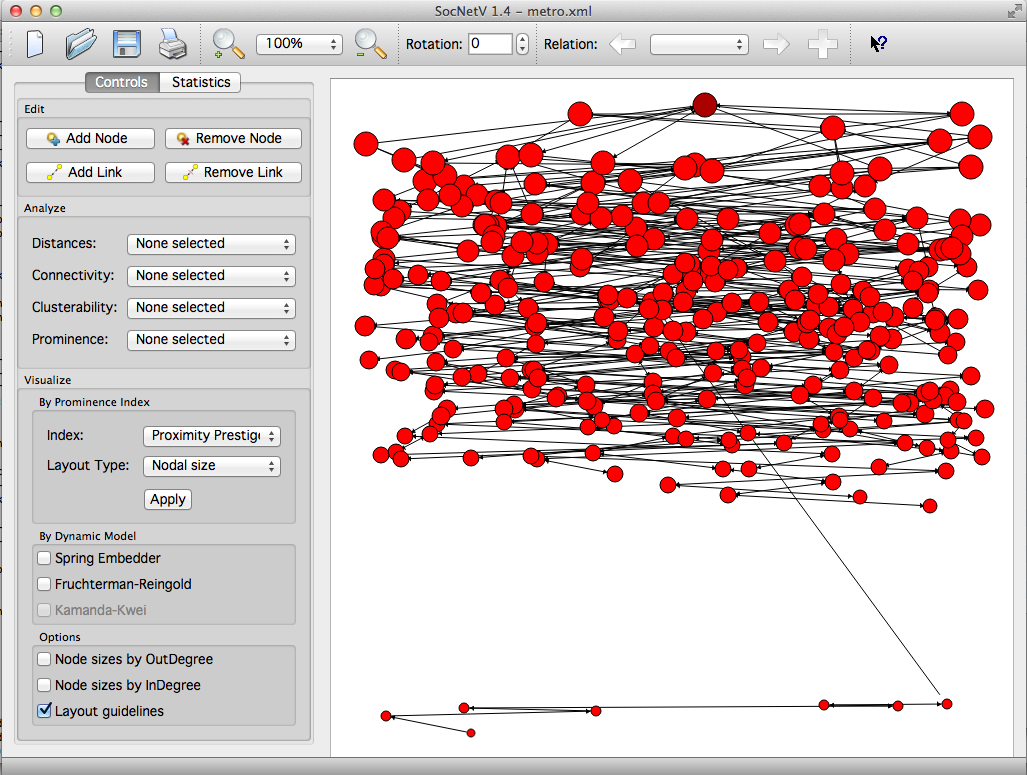 SocNetV 1.4 – metro.xml
100%
Rotation: 0
Relation:
Controls
Statistics
Edit
Add Node
Remove Node
Add Link
Remove Link
Analyze
Distances: None selected
Connectivity: None selected
Clusterability: None selected
Prominence: None selected
Visualize
By Prominence Index
Index: Proximity Prestige
Layout Type: Nodal size
Apply
By Dynamic Model
Spring Embedder
Fruchterman-Reingold
Kamanda-Kwei
Options
Node sizes by OutDegree
Node sizes by InDegree
Layout guidelines